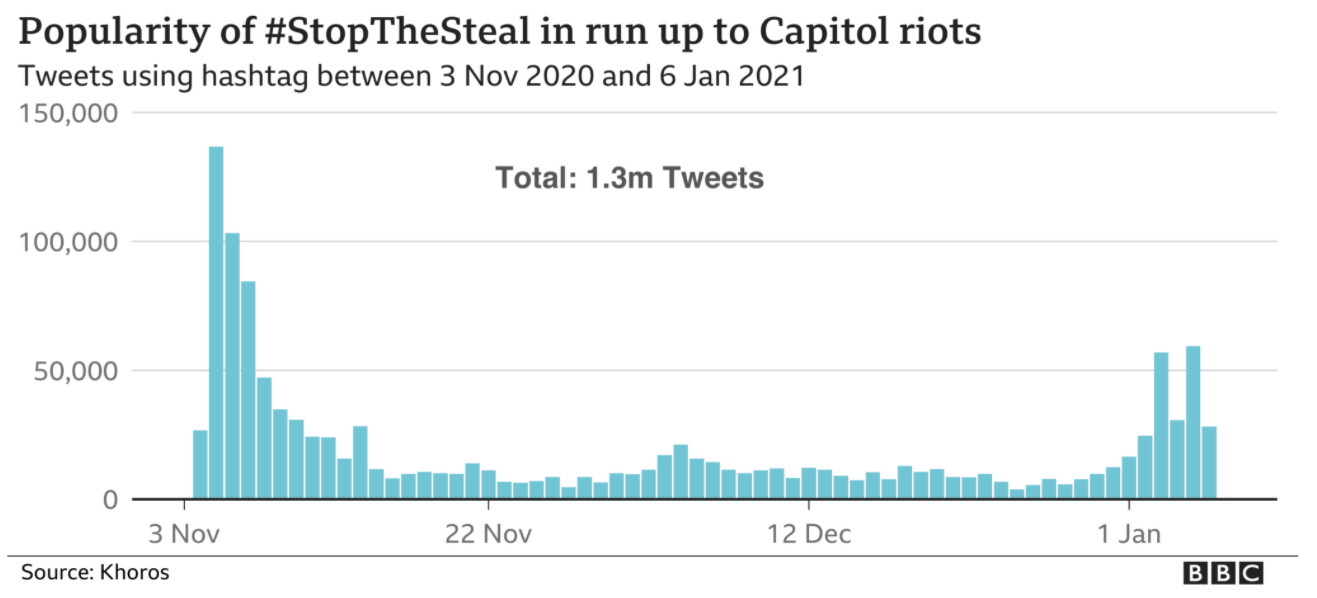 Popularity of #StopTheSteal in run up to Capitol riots
Tweets using hashtag between 3 Nov 2020 and 6 Jan 2021
150,000
Total: 1.3m Tweets
100,000
50,000
0
3 Nov 22 Nov 12 Dec 1 Jan
Source: Khoros BBC